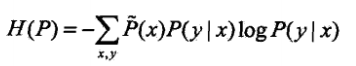 H(P) = −∑_{x,y} P̃(x)P(y|x)log P(y|x)